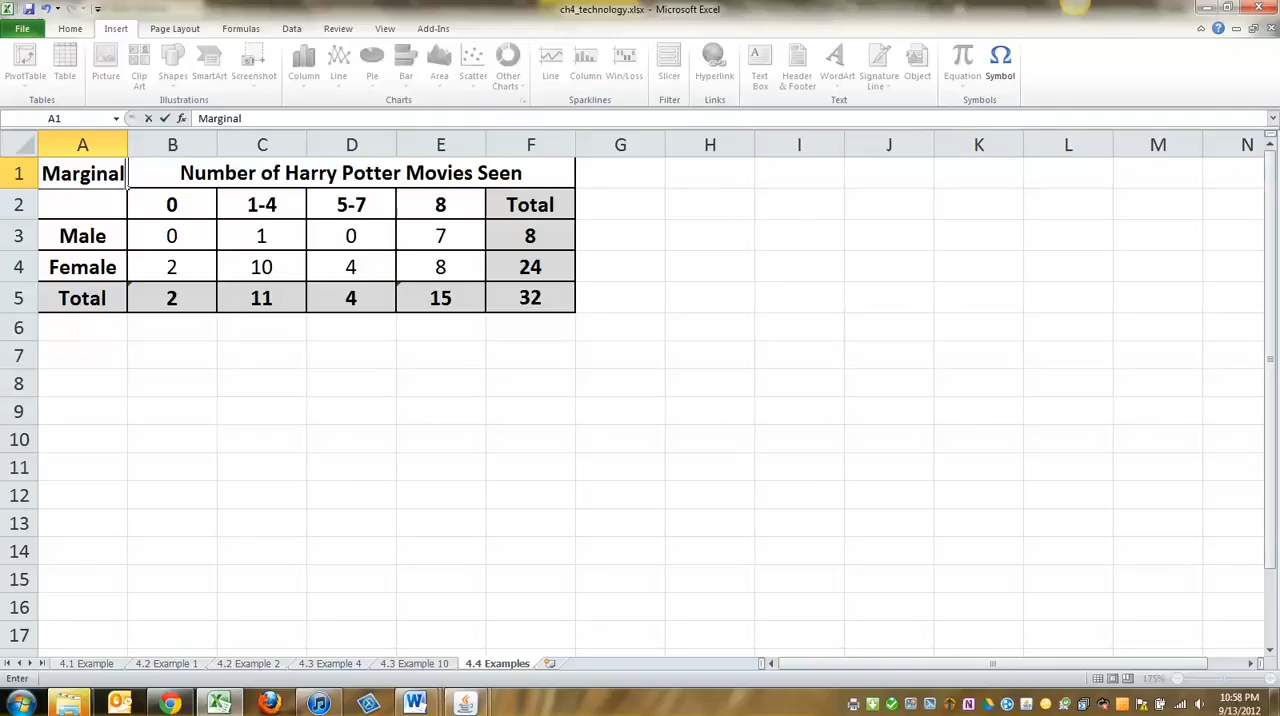 ch4_technology.xlsx - Microsoft Excel
File Home Insert Page Layout Formulas Data Review View Add-Ins
PivotTable Table Picture Clip Art Shapes SmartArt Screenshot Column Line Pie Bar Area Scatter Other Charts Line Column Win/Loss Slicer Hyperlink Text Box Header & Footer WordArt Signature Line Object Equation Symbol
Tables Illustrations Charts Sparklines Filter Links Text Symbols
A1 fx Marginal
A B C D E F G H I J K L M N
1 Marginal Number of Harry Potter Movies Seen
2 0 1-4 5-7 8 Total
3 Male 0 1 0 7 8
4 Female 2 10 4 8 24
5 Total 2 11 4 15 32
6
7
8
9
10
11
12
13
14
15
16
17
4.1 Example 4.2 Example 1 4.2 Example 2 4.3 Example 4 4.3 Example 10 4.4 Examples
Enter 175%
10:58 PM
9/13/2012